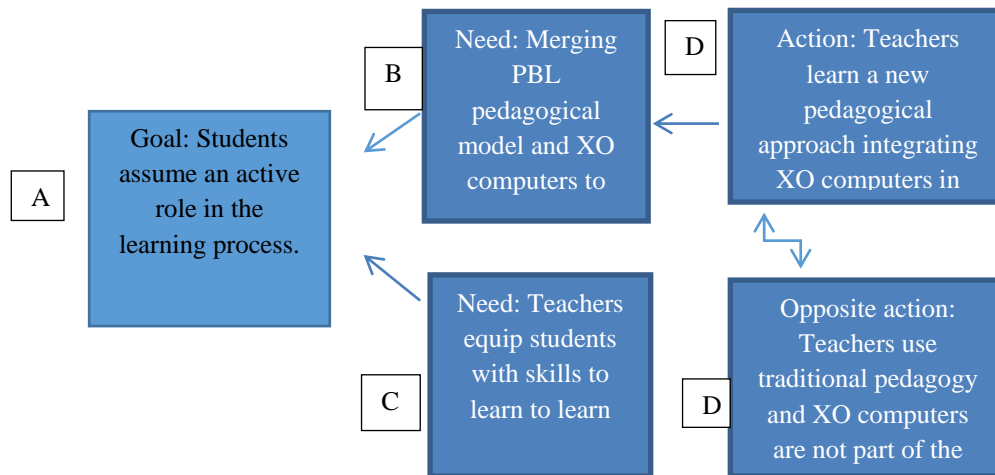 A
Goal: Students
assume an active
role in the
learning process.
B
Need: Merging
PBL
pedagogical
model and XO
computers to
D
Action: Teachers
learn a new
pedagogical
approach integrating
XO computers in
C
Need: Teachers
equip students
with skills to
learn to learn
D
Opposite action:
Teachers use
traditional pedagogy
and XO computers
are not part of the